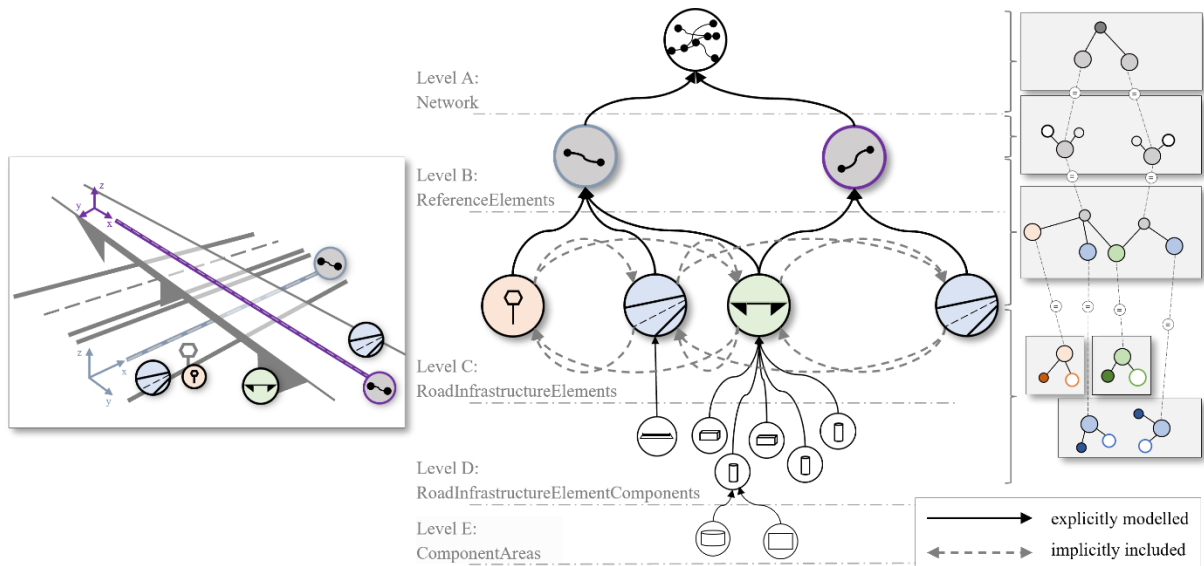 Level A:
Network
Level B:
ReferenceElements
z
y
x
z
x
y
Level C:
RoadInfrastructureElements
Level D:
RoadInfrastructureElementComponents
Level E:
ComponentAreas
explicitly modelled
implicitly included
=
=
=
=
=
=
=
=